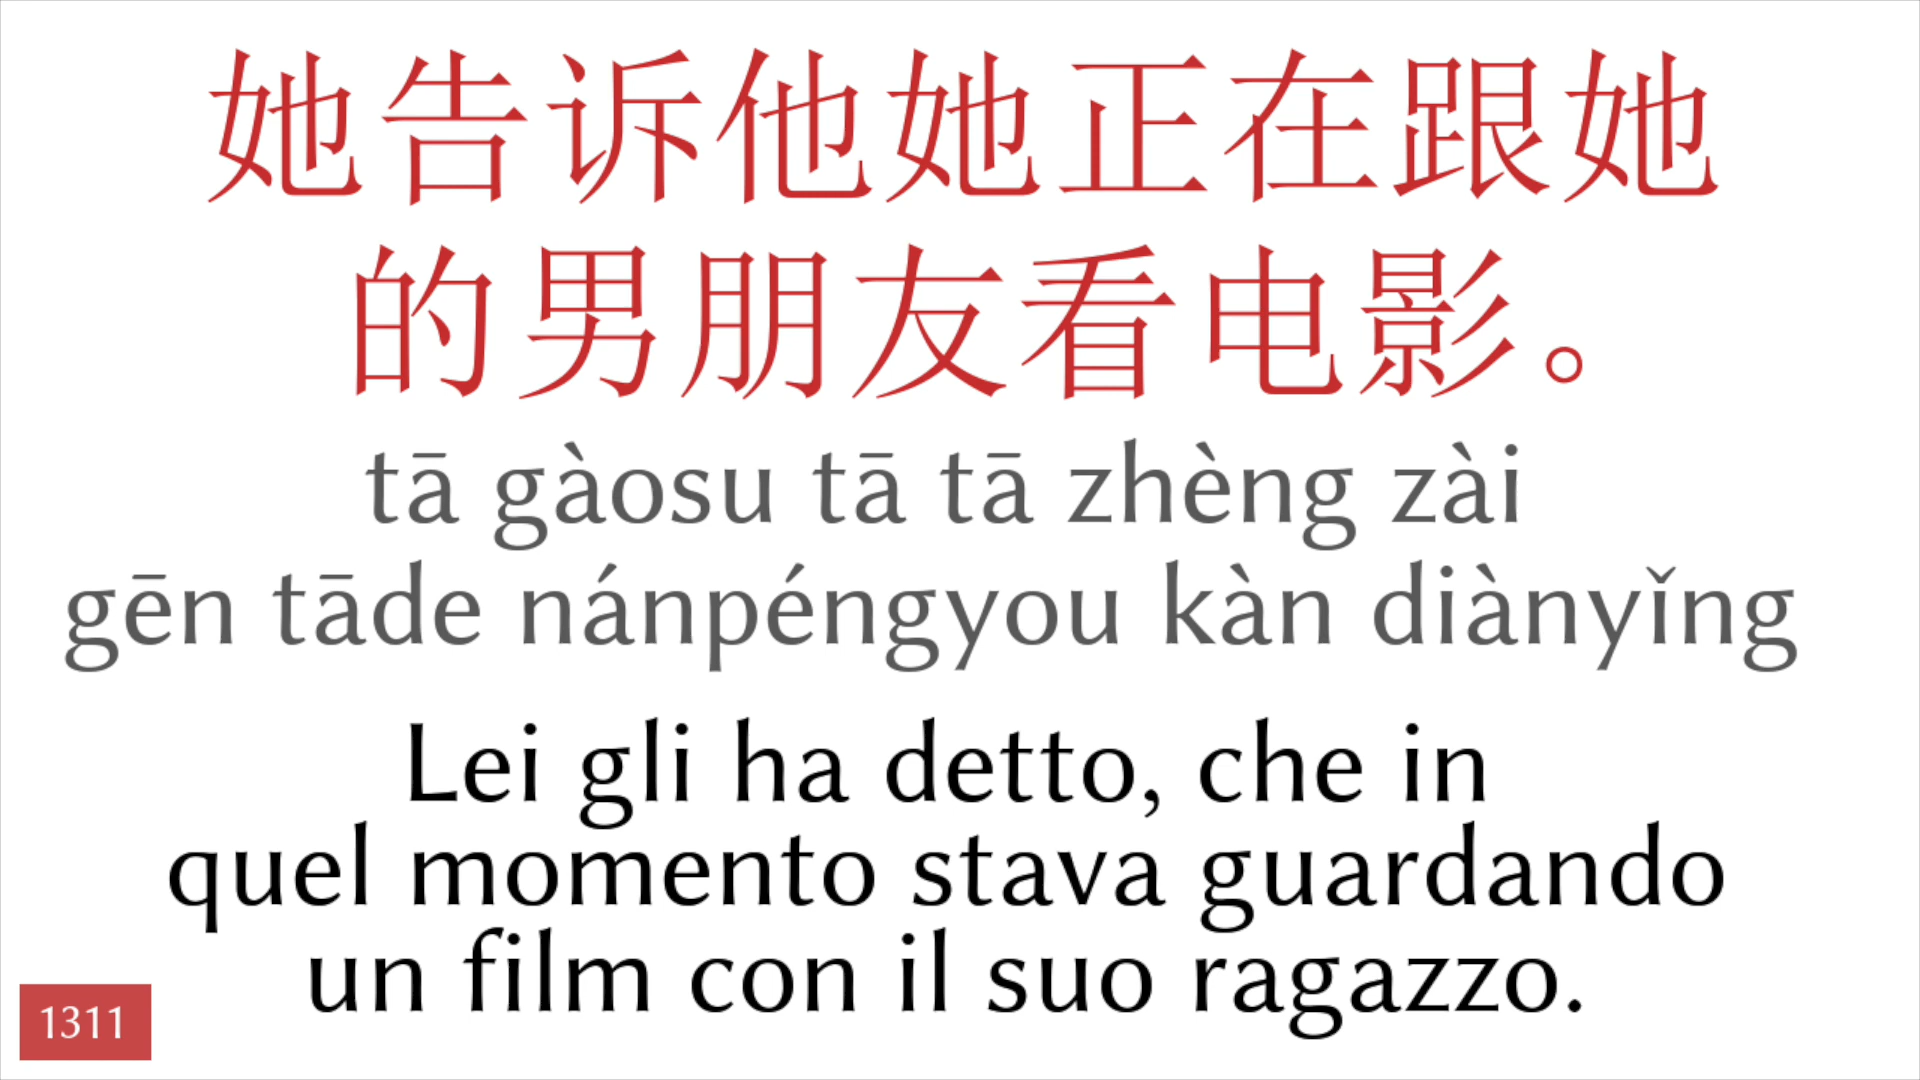 她告诉他她正在跟她
的男朋友看电影。
tā gàosu tā tā zhèng zài
gēn tāde nánpéngyou kàn diànyǐng
Lei gli ha detto, che in
quel momento stava guardando
un film con il suo ragazzo.
1311